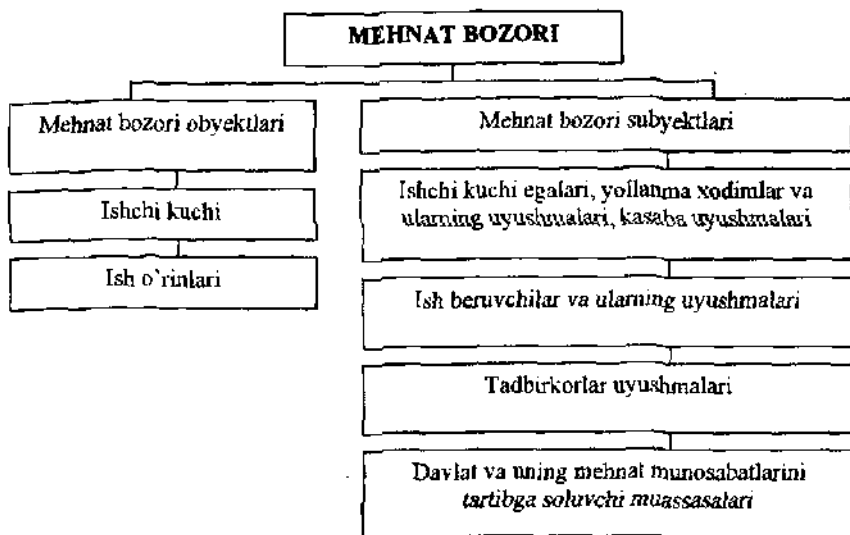 MEHNAT BOZORI
Mehnat bozori obyektlari
Ishchi kuchi
Ish o`rinlari
Mehnat bozori subyektlari
Ishchi kuchi egalari, yollanma xodimlar va
ularning uyushmalari, kasaba uyushmalari
Ish beruvchilar va ularning uyushmalari
Tadbirkorlar uyushmalari
Davlat va uning mehnat munosabatlarini
tartibga soluvchi muassasalari